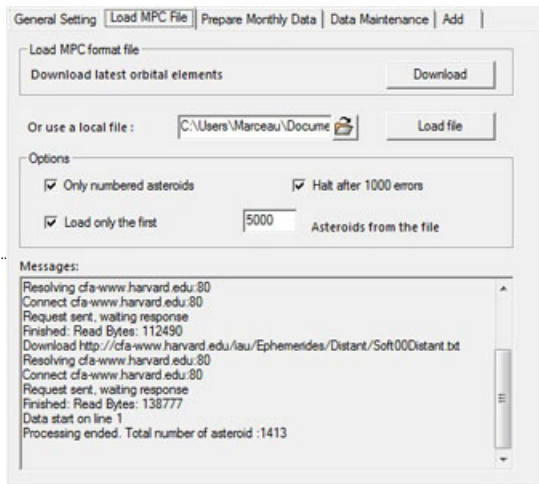 General Setting Load MPC File Prepare Monthly Data Data Maintenance Add
Load MPC format file
Download latest orbital elements Download
Or use a local file : C:\Users\Marceau\Docume Load file
Options
Only numbered asteroids Halt after 1000 errors
Load only the first 5000 Asteroids from the file
Messages:
Resolving cfa-www.harvard.edu:80
Connect cfa-www.harvard.edu:80
Request sent, waiting response
Finished: Read Bytes: 112490
Download http://cfa-www.harvard.edu/iau/Ephemerides/Distant/Soft00Distant.txt
Resolving cfa-www.harvard.edu:80
Connect cfa-www.harvard.edu:80
Request sent, waiting response
Finished: Read Bytes: 138777
Data start on line 1
Processing ended. Total number of asteroid :1413